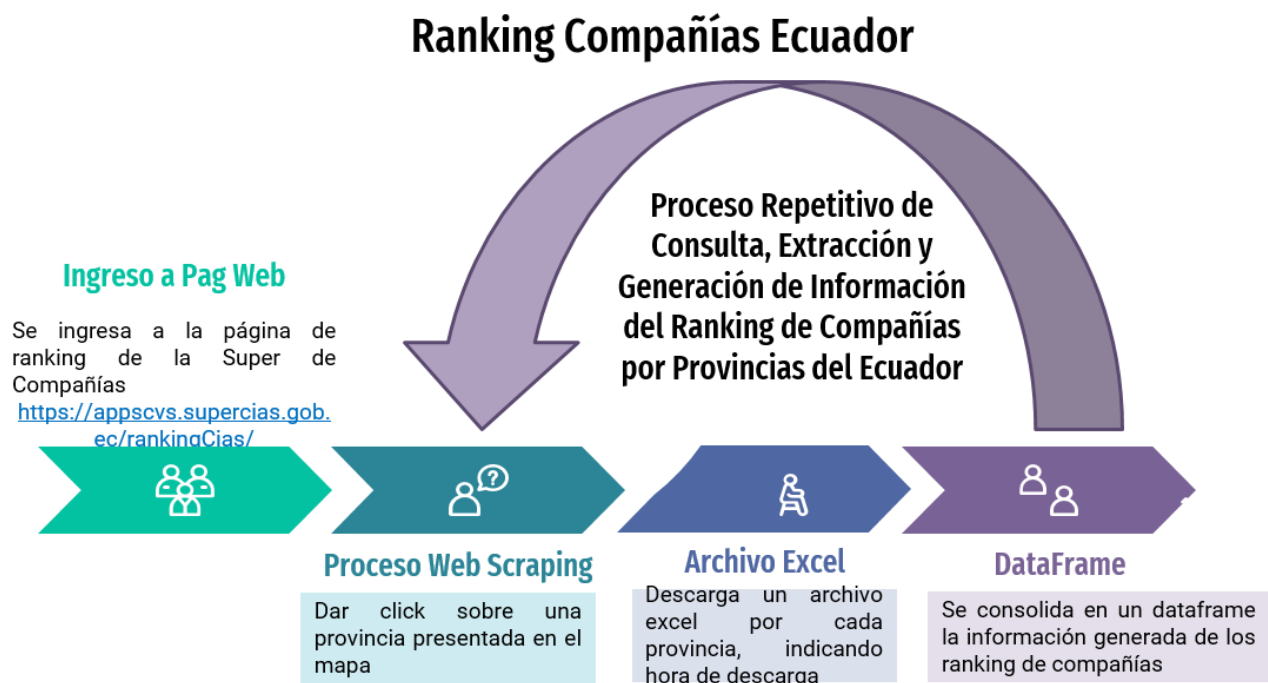 Ranking Compañías Ecuador
Proceso Repetitivo de
Consulta, Extracción y
Generación de Información
del Ranking de Compañías
por Provincias del Ecuador
Ingreso a Pag Web
Se ingresa a la página de
ranking de la Super de
Compañías
https://appscvs.supercias.gob.
ec/rankingCias/
?
Proceso Web Scraping
Dar click sobre una
provincia presentada en el
mapa
Archivo Excel
Descarga un archivo
excel por cada
provincia, indicando
hora de descarga
DataFrame
Se consolida en un dataframe
la información generada de los
ranking de compañías